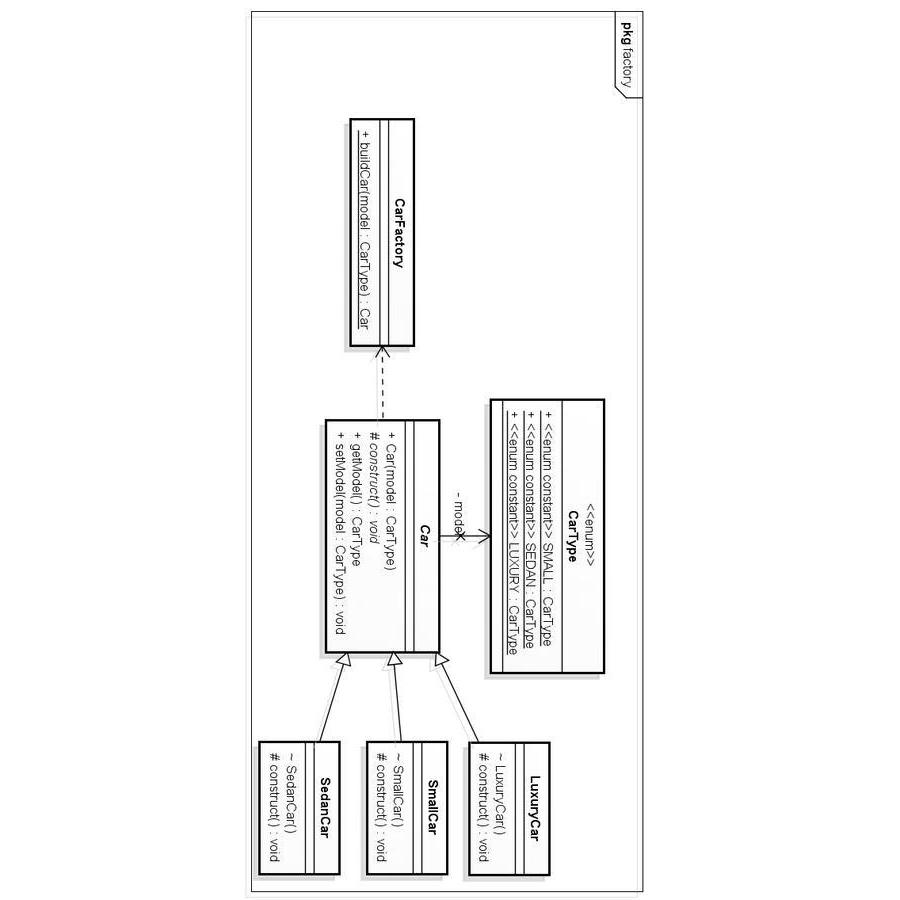 pkg factory
CarFactory
+ buildCar(model : CarType) : Car
<<enum>>
CarType
+ <<enum constant>> SMALL : CarType
+ <<enum constant>> SEDAN : CarType
+ <<enum constant>> LUXURY : CarType
- model
Car
+ Car(model : CarType)
# construct() : void
+ getModel() : CarType
+ setModel(model : CarType) : void
LuxuryCar
~ LuxuryCar()
# construct() : void
SmallCar
~ SmallCar()
# construct() : void
SedanCar
~ SedanCar()
# construct() : void